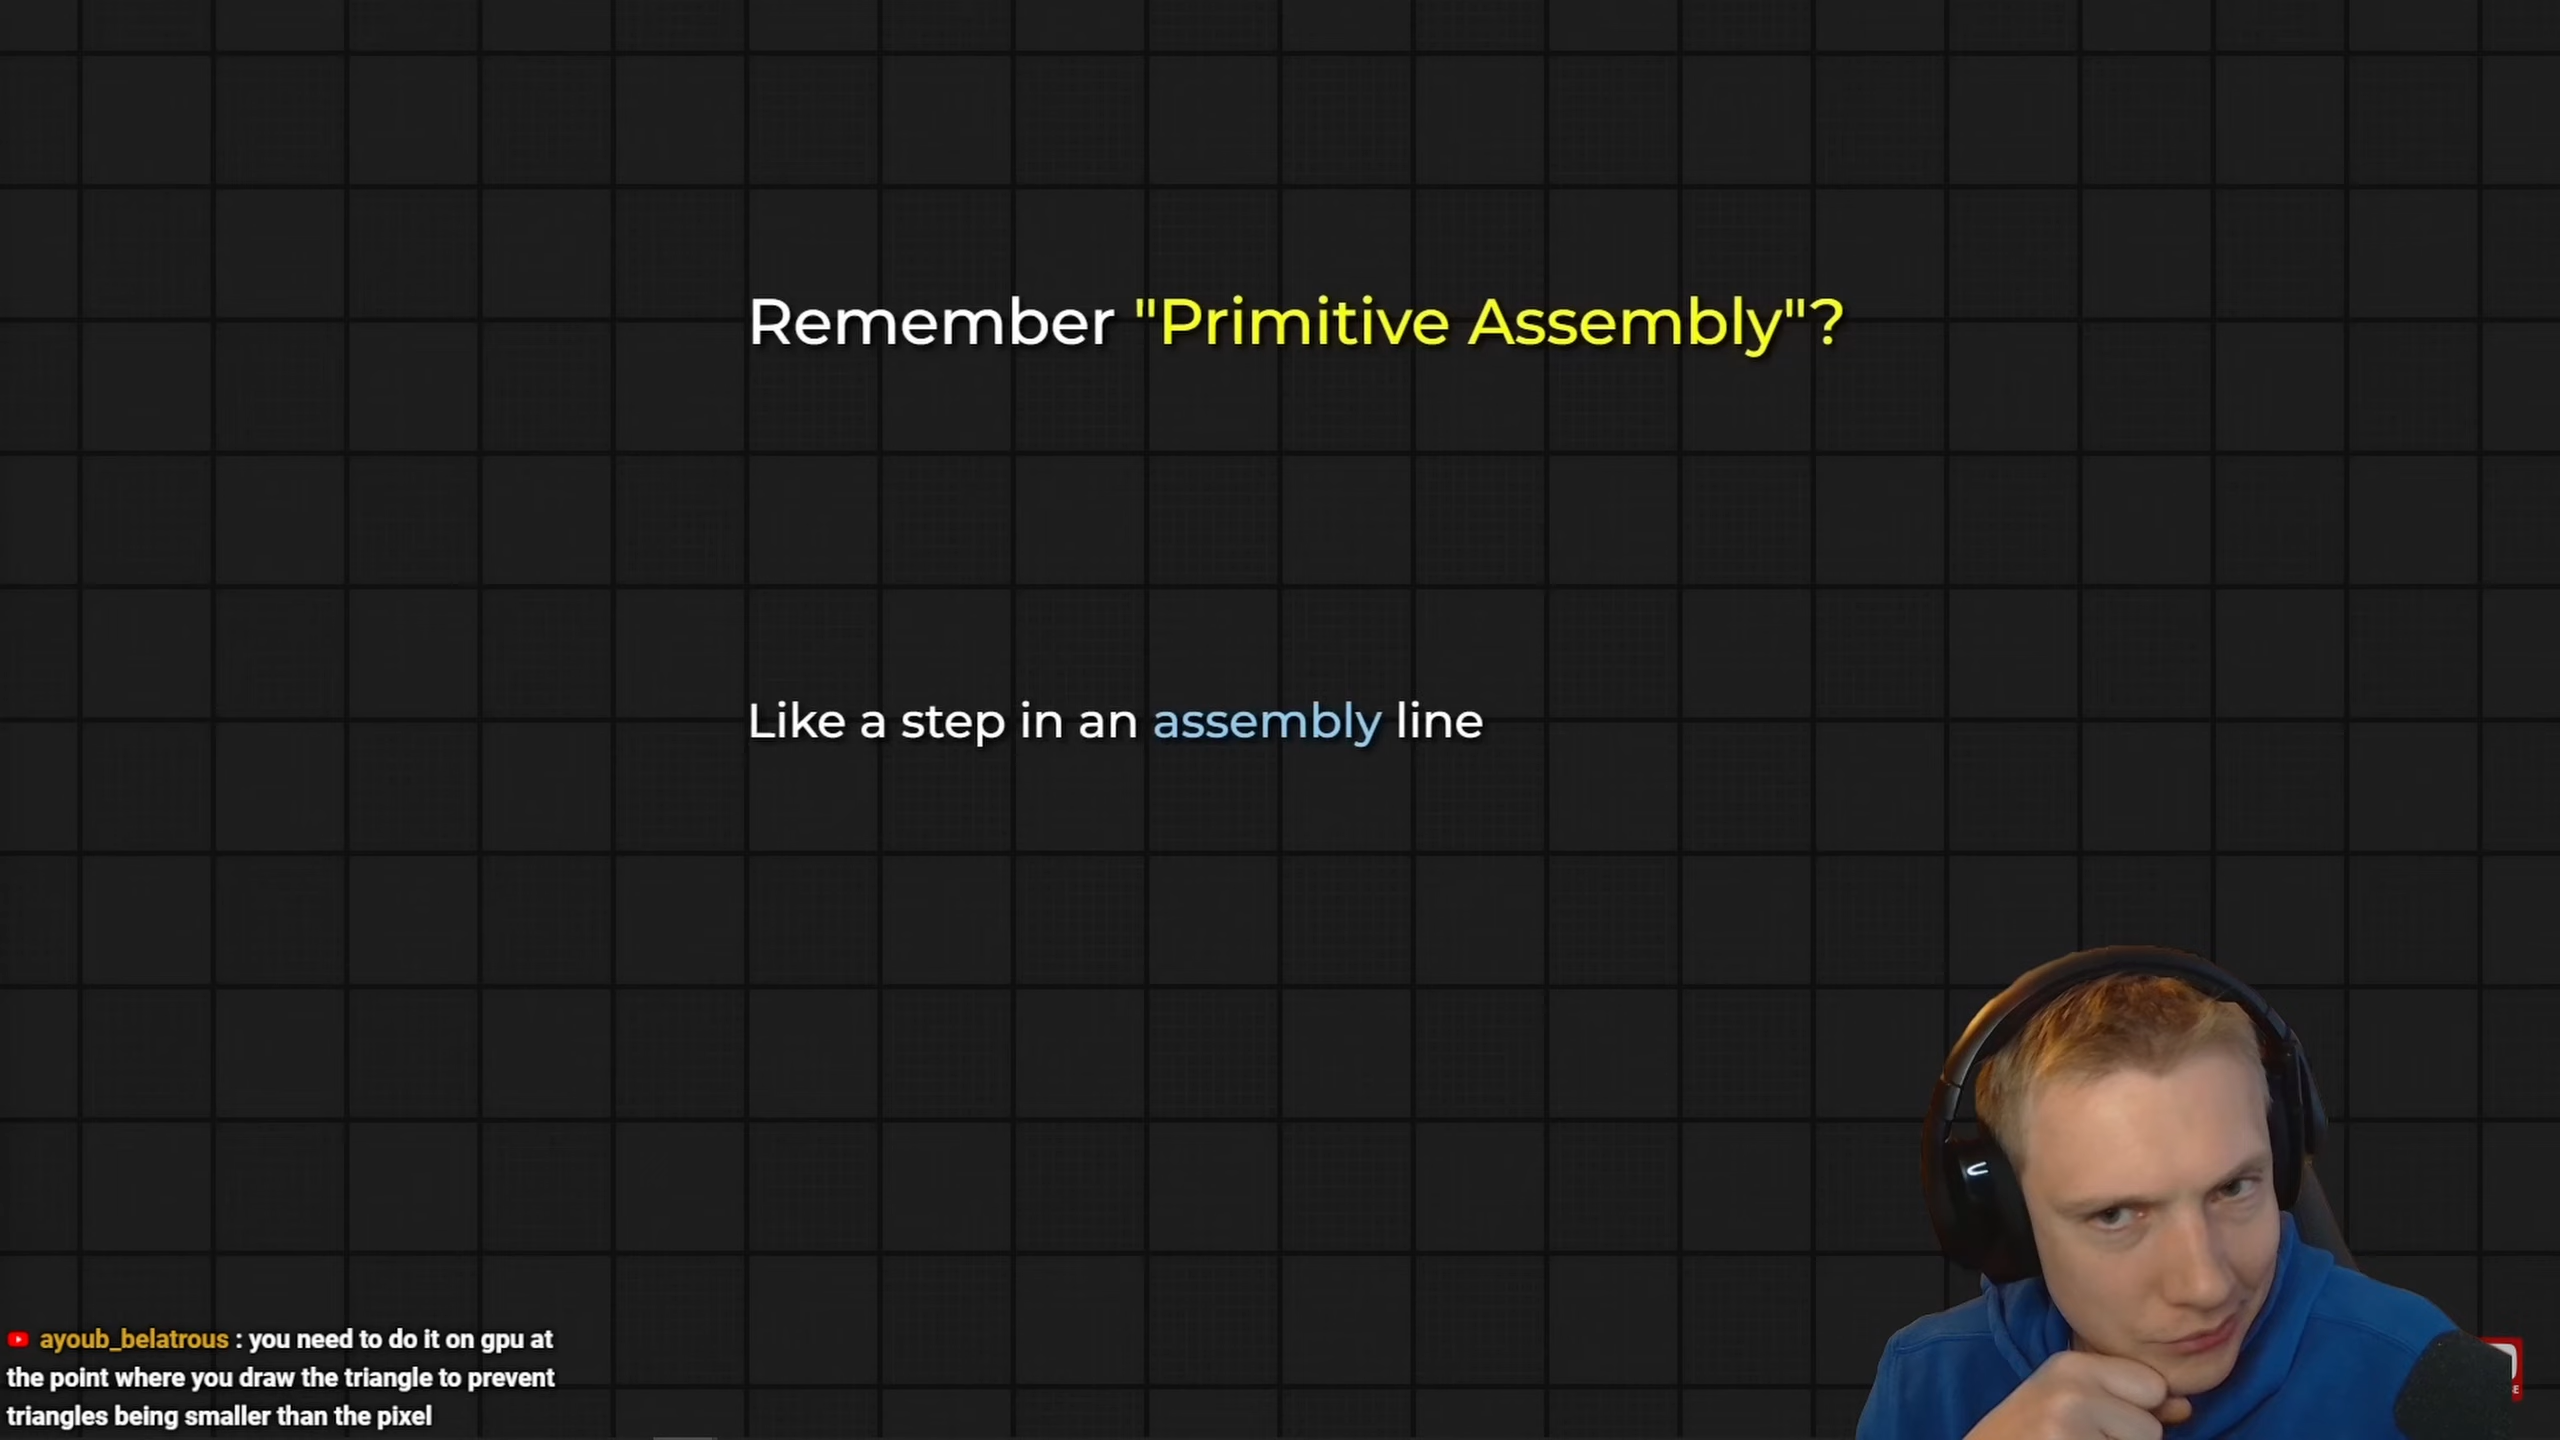 Remember "Primitive Assembly"?
Like a step in an assembly line
ayoub_belatrous : you need to do it on gpu at
the point where you draw the triangle to prevent
triangles being smaller than the pixel